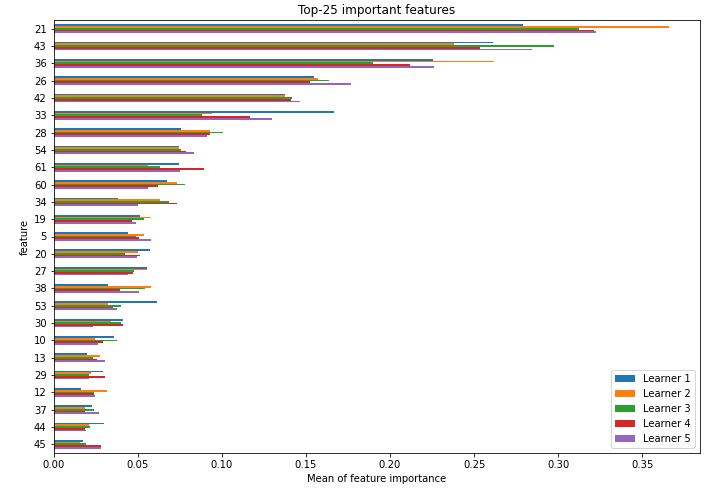 Top-25 important features
21
43
36
26
42
33
28
54
61
60
34
19
5
20
27
38
53
30
10
13
29
12
37
44
45
feature
Learner 1
Learner 2
Learner 3
Learner 4
Learner 5
0.00 0.05 0.10 0.15 0.20 0.25 0.30 0.35
Mean of feature importance